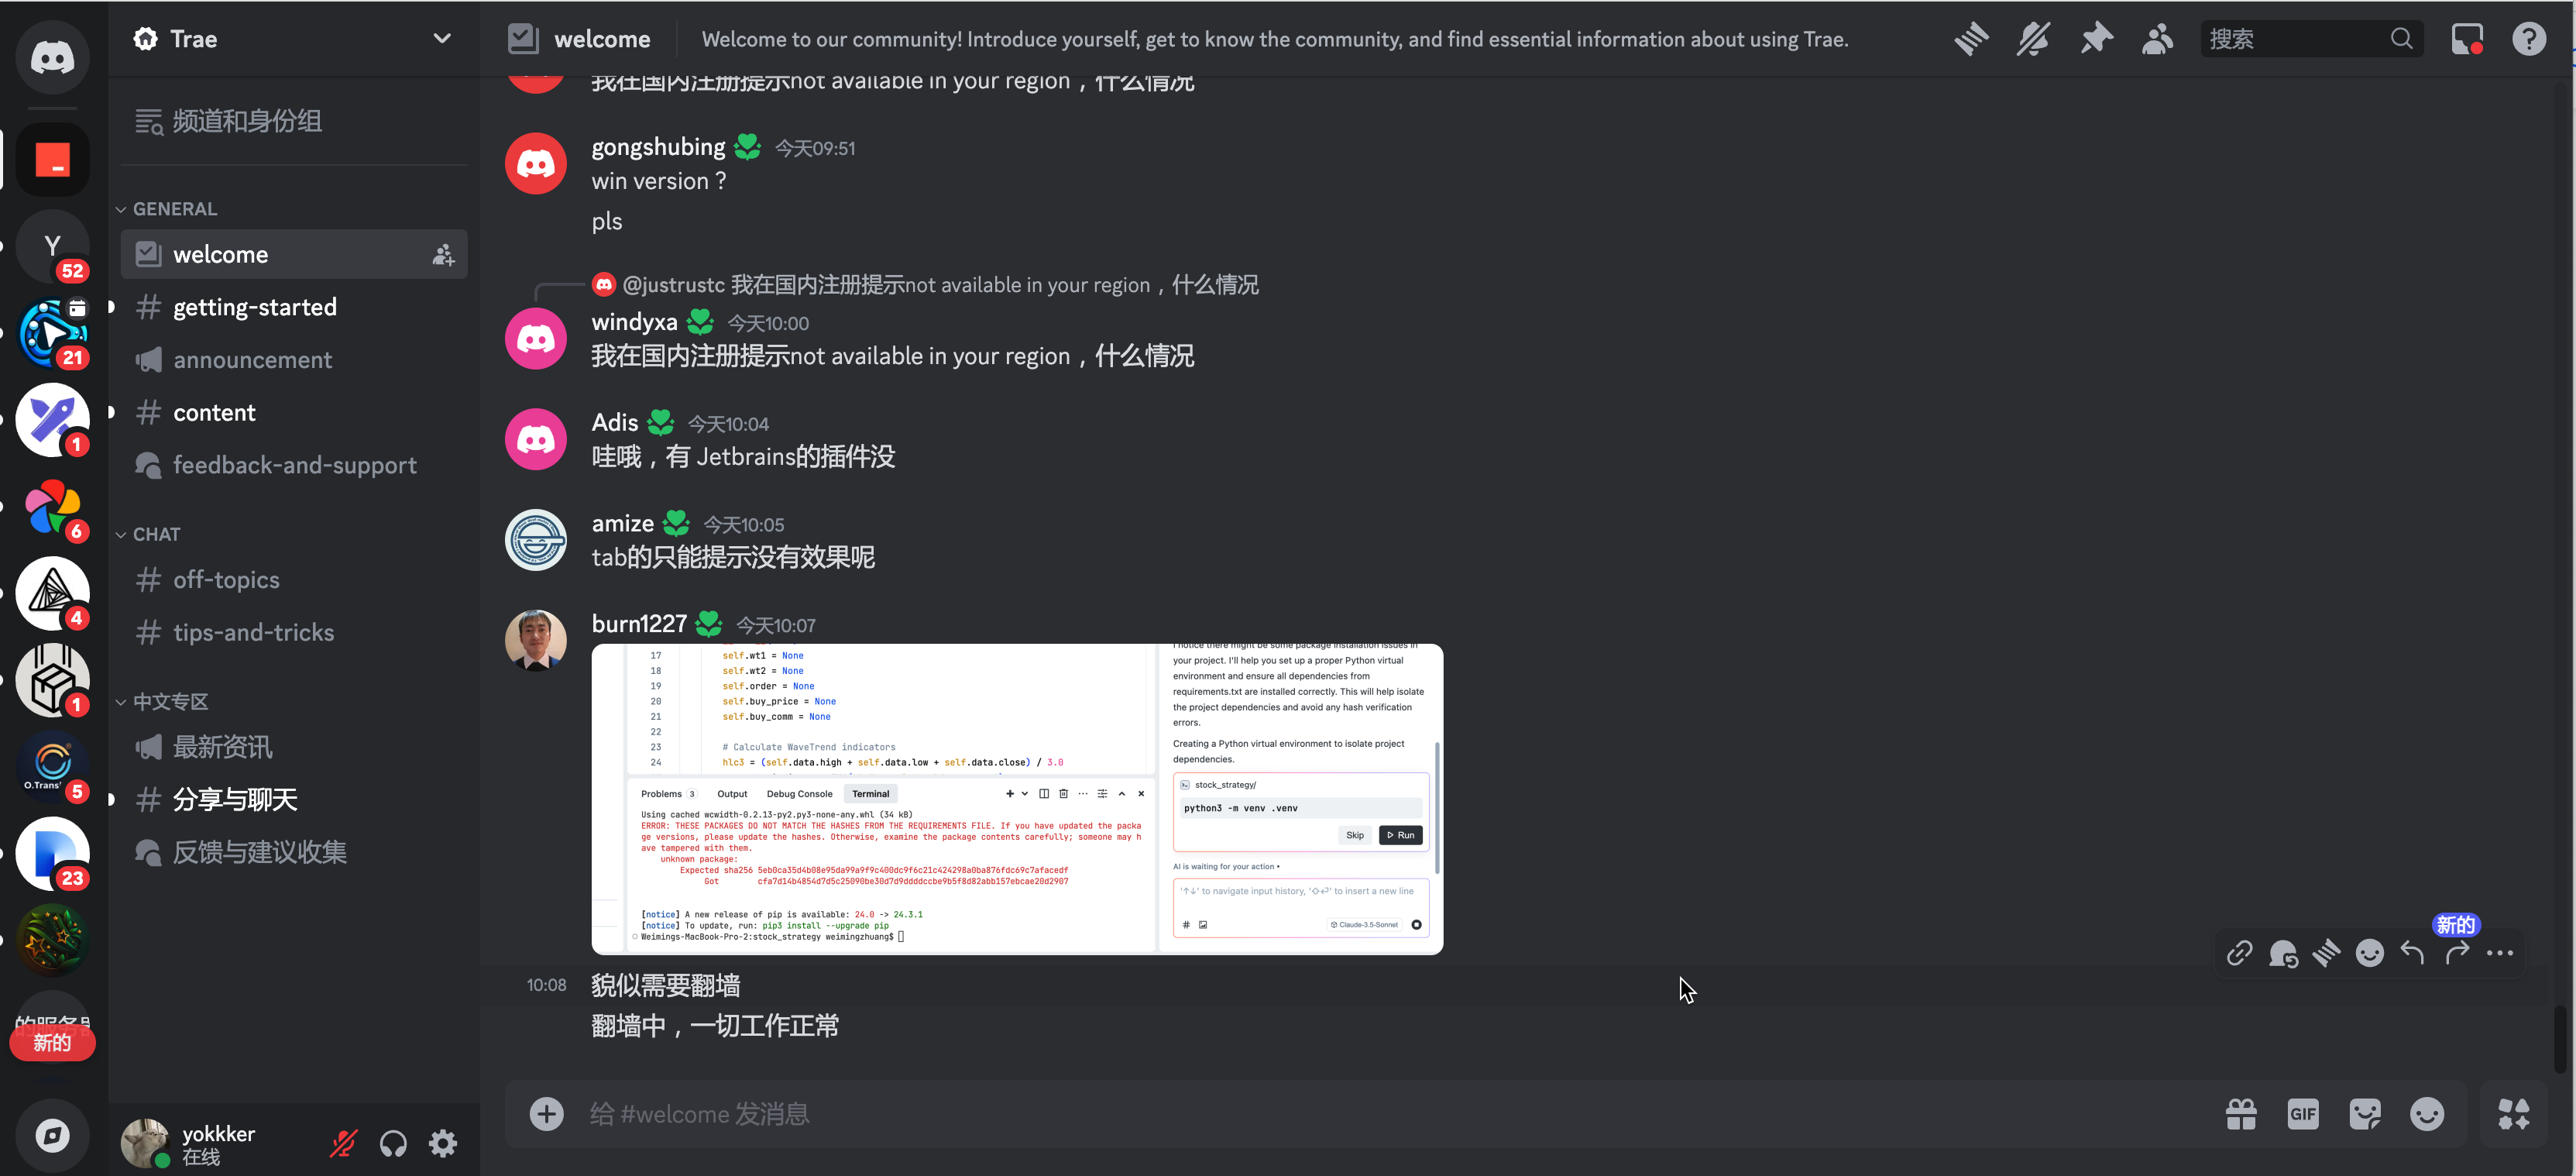 Trae
welcome
Welcome to our community! Introduce yourself, get to know the community, and find essential information about using Trae.
搜索
频道和身份组
GENERAL
welcome
getting-started
announcement
content
feedback-and-support
CHAT
off-topics
tips-and-tricks
中文专区
最新资讯
分享与聊天
反馈与建议收集
Y
52
21
1
6
4
1
O.Trans
5
23
新的
yokkker
在线
我在国内注册提示not available in your region，什么情况
gongshubing 今天09:51
win version ?
pls
@justrustc 我在国内注册提示not available in your region，什么情况
windyxa 今天10:00
我在国内注册提示not available in your region，什么情况
Adis 今天10:04
哇哦，有 Jetbrains的插件没
amize 今天10:05
tab的只能提示没有效果呢
burn1227 今天10:07
17 self.wt1 = None
18 self.wt2 = None
19 self.order = None
20 self.buy_price = None
21 self.buy_comm = None
22
23 # Calculate WaveTrend indicators
24 hlc3 = (self.data.high + self.data.low + self.data.close) / 3.0
Problems 3 Output Debug Console Terminal
Using cached wcwidth-0.2.13-py2.py3-none-any.whl (34 kB)
ERROR: THESE PACKAGES DO NOT MATCH THE HASHES FROM THE REQUIREMENTS FILE. If you have updated the packa
ge versions, please update the hashes. Otherwise, examine the package contents carefully; someone may h
ave tampered with them.
unknown package:
Expected sha256 5eb0ca35d4b08e95da99a9f9c400dc9f6c21c424298a0ba876fdc69c7afacedf
Got cfa7d14b4854d7d5c25090be30d7d9ddddccbe9b5f8d82abb157ebcae20d2907
[notice] A new release of pip is available: 24.0 -> 24.3.1
[notice] To update, run: pip3 install --upgrade pip
Weimings-MacBook-Pro-2:stock_strategy weimingzhuang$
I notice there might be some package installation issues in
your project. I'll help you set up a proper Python virtual
environment and ensure all dependencies from
requirements.txt are installed correctly. This will help isolate
the project dependencies and avoid any hash verification
errors.
Creating a Python virtual environment to isolate project
dependencies.
stock_strategy/
python3 -m venv .venv
Skip Run
AI is waiting for your action
'↑↓' to navigate input history, '⇧⏎' to insert a new line
# Claude-3.5-Sonnet
新的
10:08 貌似需要翻墙
翻墙中，一切工作正常
给 #welcome 发消息
GIF